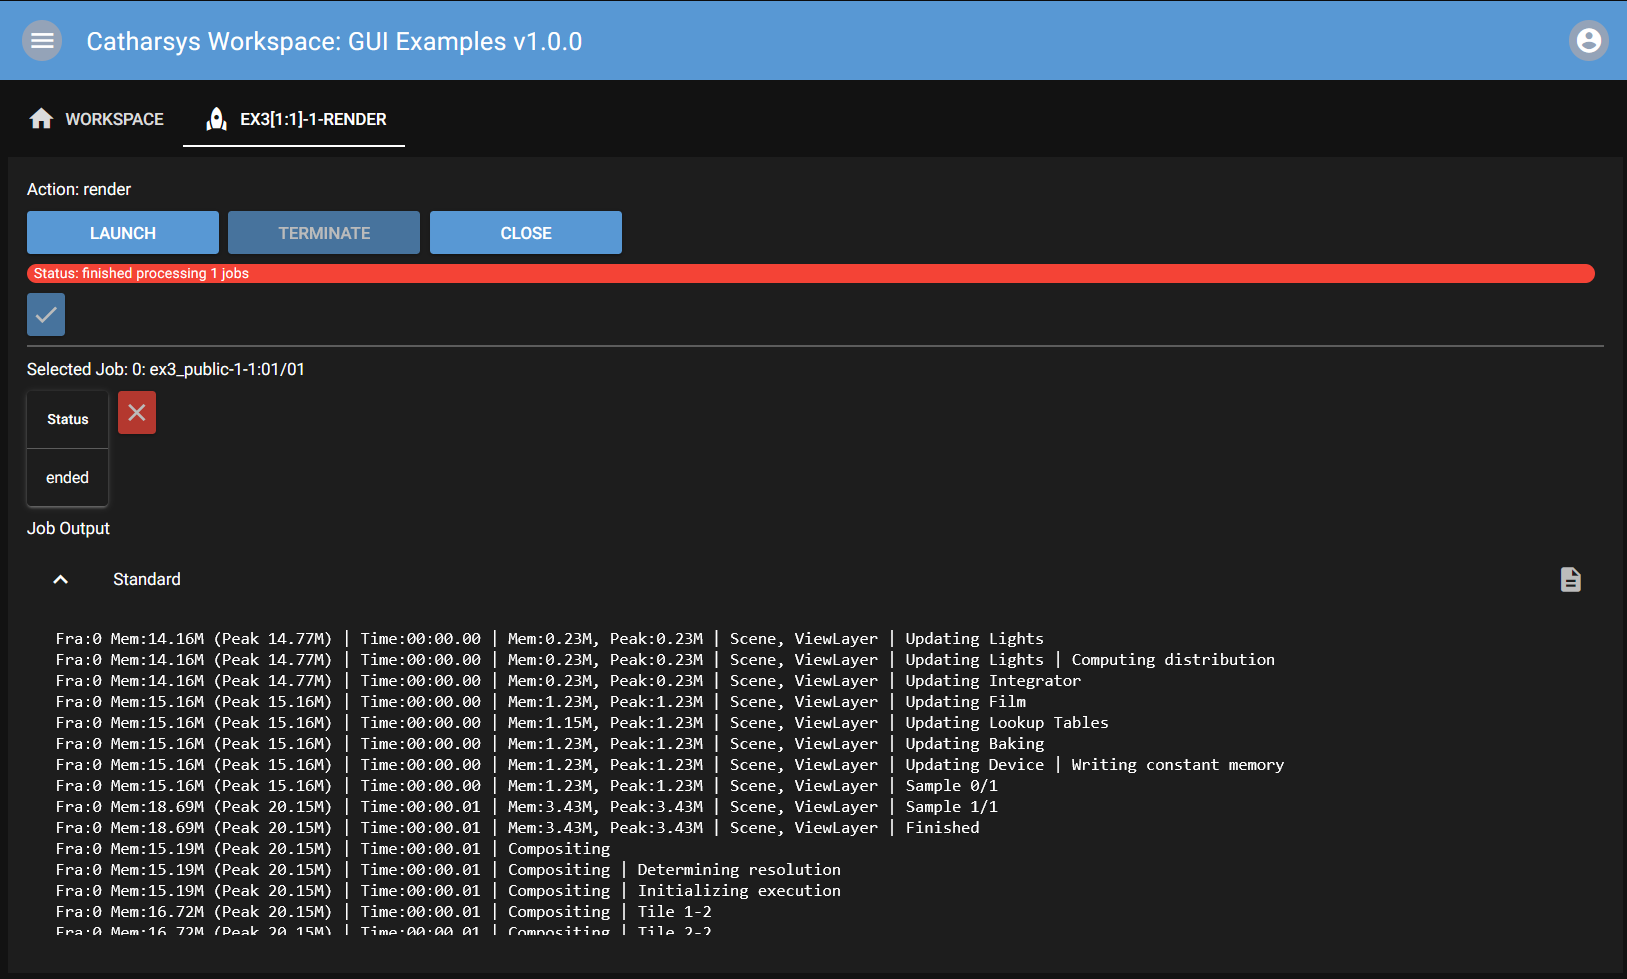 Catharsys Workspace: GUI Examples v1.0.0
WORKSPACE
EX3[1:1]-1-RENDER
Action: render
LAUNCH
TERMINATE
CLOSE
Status: finished processing 1 jobs
Selected Job: 0: ex3_public-1-1:01/01
Status
ended
Job Output
Standard
Fra:0 Mem:14.16M (Peak 14.77M) | Time:00:00.00 | Mem:0.23M, Peak:0.23M | Scene, ViewLayer | Updating Lights
Fra:0 Mem:14.16M (Peak 14.77M) | Time:00:00.00 | Mem:0.23M, Peak:0.23M | Scene, ViewLayer | Updating Lights | Computing distribution
Fra:0 Mem:14.16M (Peak 14.77M) | Time:00:00.00 | Mem:0.23M, Peak:0.23M | Scene, ViewLayer | Updating Integrator
Fra:0 Mem:15.16M (Peak 15.16M) | Time:00:00.00 | Mem:1.23M, Peak:1.23M | Scene, ViewLayer | Updating Film
Fra:0 Mem:15.16M (Peak 15.16M) | Time:00:00.00 | Mem:1.15M, Peak:1.23M | Scene, ViewLayer | Updating Lookup Tables
Fra:0 Mem:15.16M (Peak 15.16M) | Time:00:00.00 | Mem:1.23M, Peak:1.23M | Scene, ViewLayer | Updating Baking
Fra:0 Mem:15.16M (Peak 15.16M) | Time:00:00.00 | Mem:1.23M, Peak:1.23M | Scene, ViewLayer | Updating Device | Writing constant memory
Fra:0 Mem:15.16M (Peak 15.16M) | Time:00:00.00 | Mem:1.23M, Peak:1.23M | Scene, ViewLayer | Sample 0/1
Fra:0 Mem:18.69M (Peak 20.15M) | Time:00:00.01 | Mem:3.43M, Peak:3.43M | Scene, ViewLayer | Sample 1/1
Fra:0 Mem:18.69M (Peak 20.15M) | Time:00:00.01 | Mem:3.43M, Peak:3.43M | Scene, ViewLayer | Finished
Fra:0 Mem:15.19M (Peak 20.15M) | Time:00:00.01 | Compositing
Fra:0 Mem:15.19M (Peak 20.15M) | Time:00:00.01 | Compositing | Determining resolution
Fra:0 Mem:15.19M (Peak 20.15M) | Time:00:00.01 | Compositing | Initializing execution
Fra:0 Mem:16.72M (Peak 20.15M) | Time:00:00.01 | Compositing | Tile 1-2
Fra:0 Mem:16.72M (Peak 20.15M) | Time:00:00.01 | Compositing | Tile 2-2